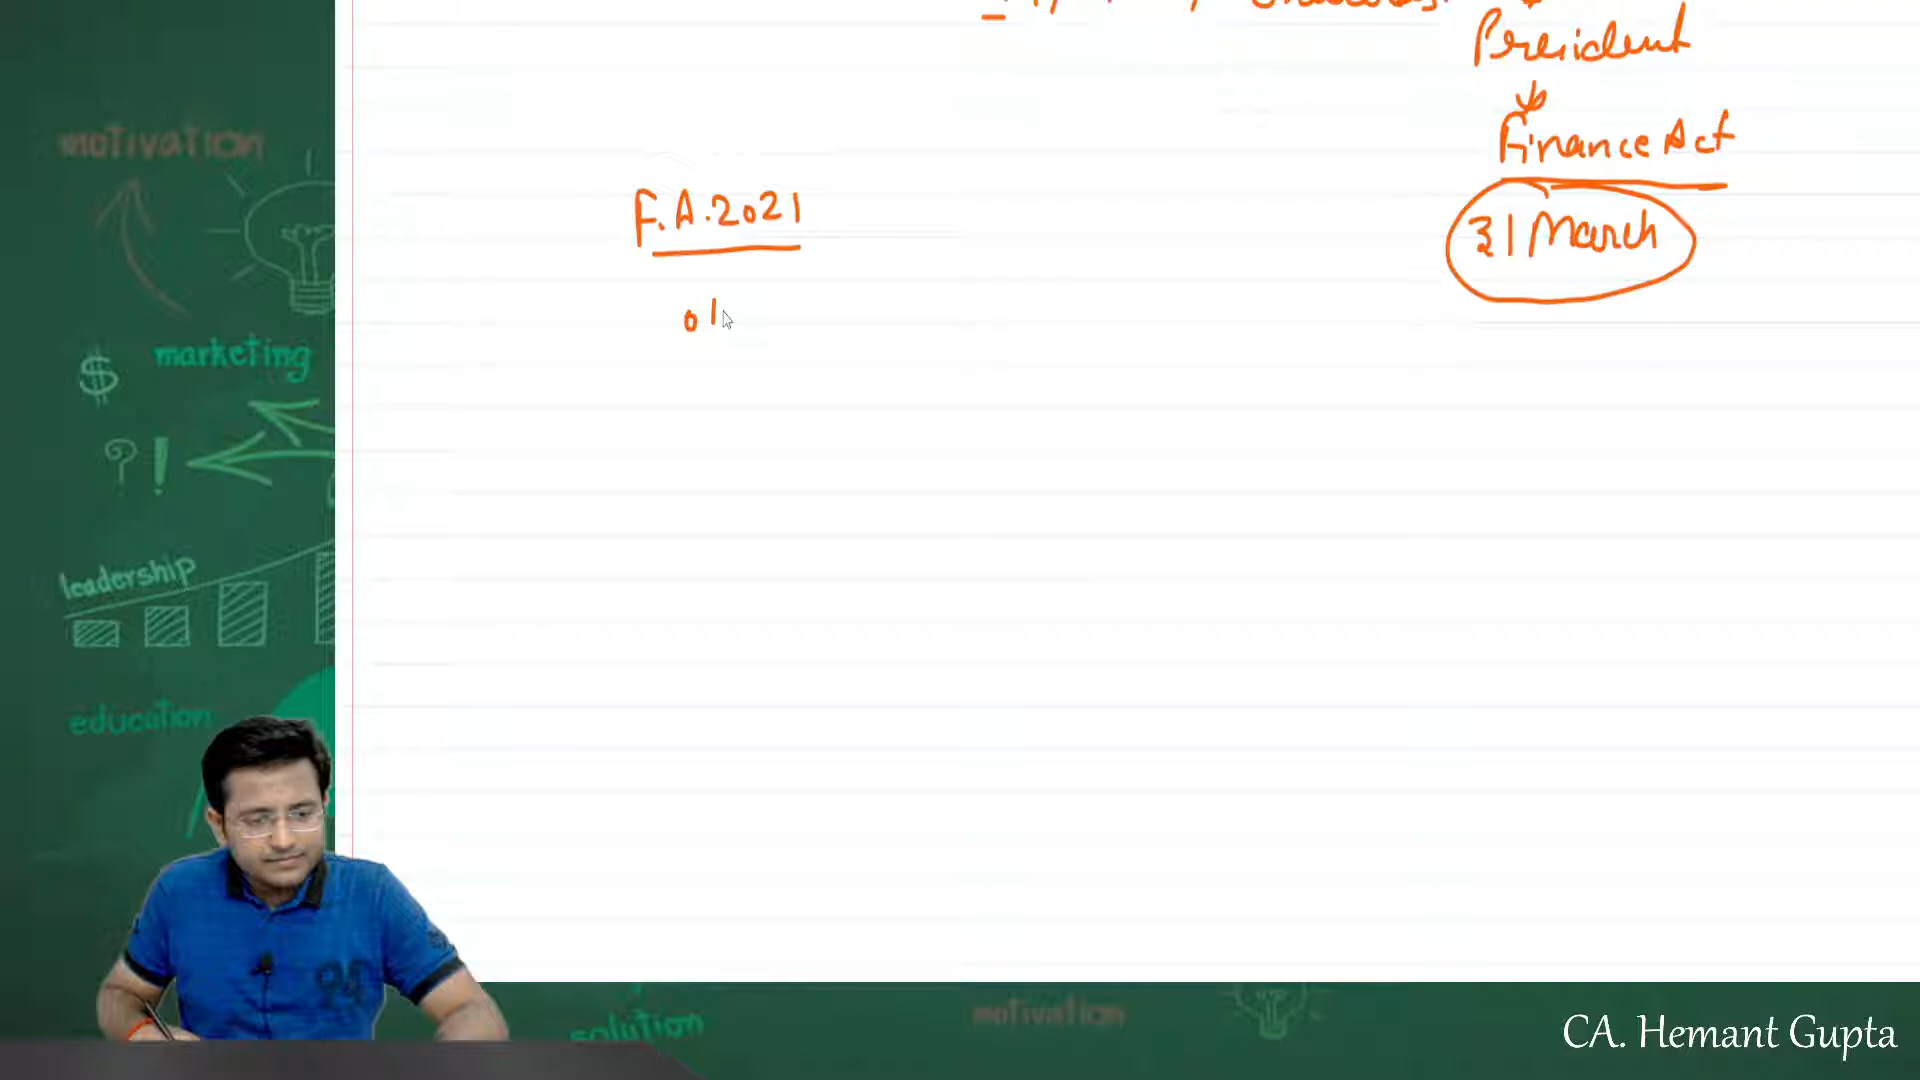 President
Finance Act
31 March
F.A.2021
01
motivation
$ marketing
? !
leadership
education
solution
motivation
CA. Hemant Gupta